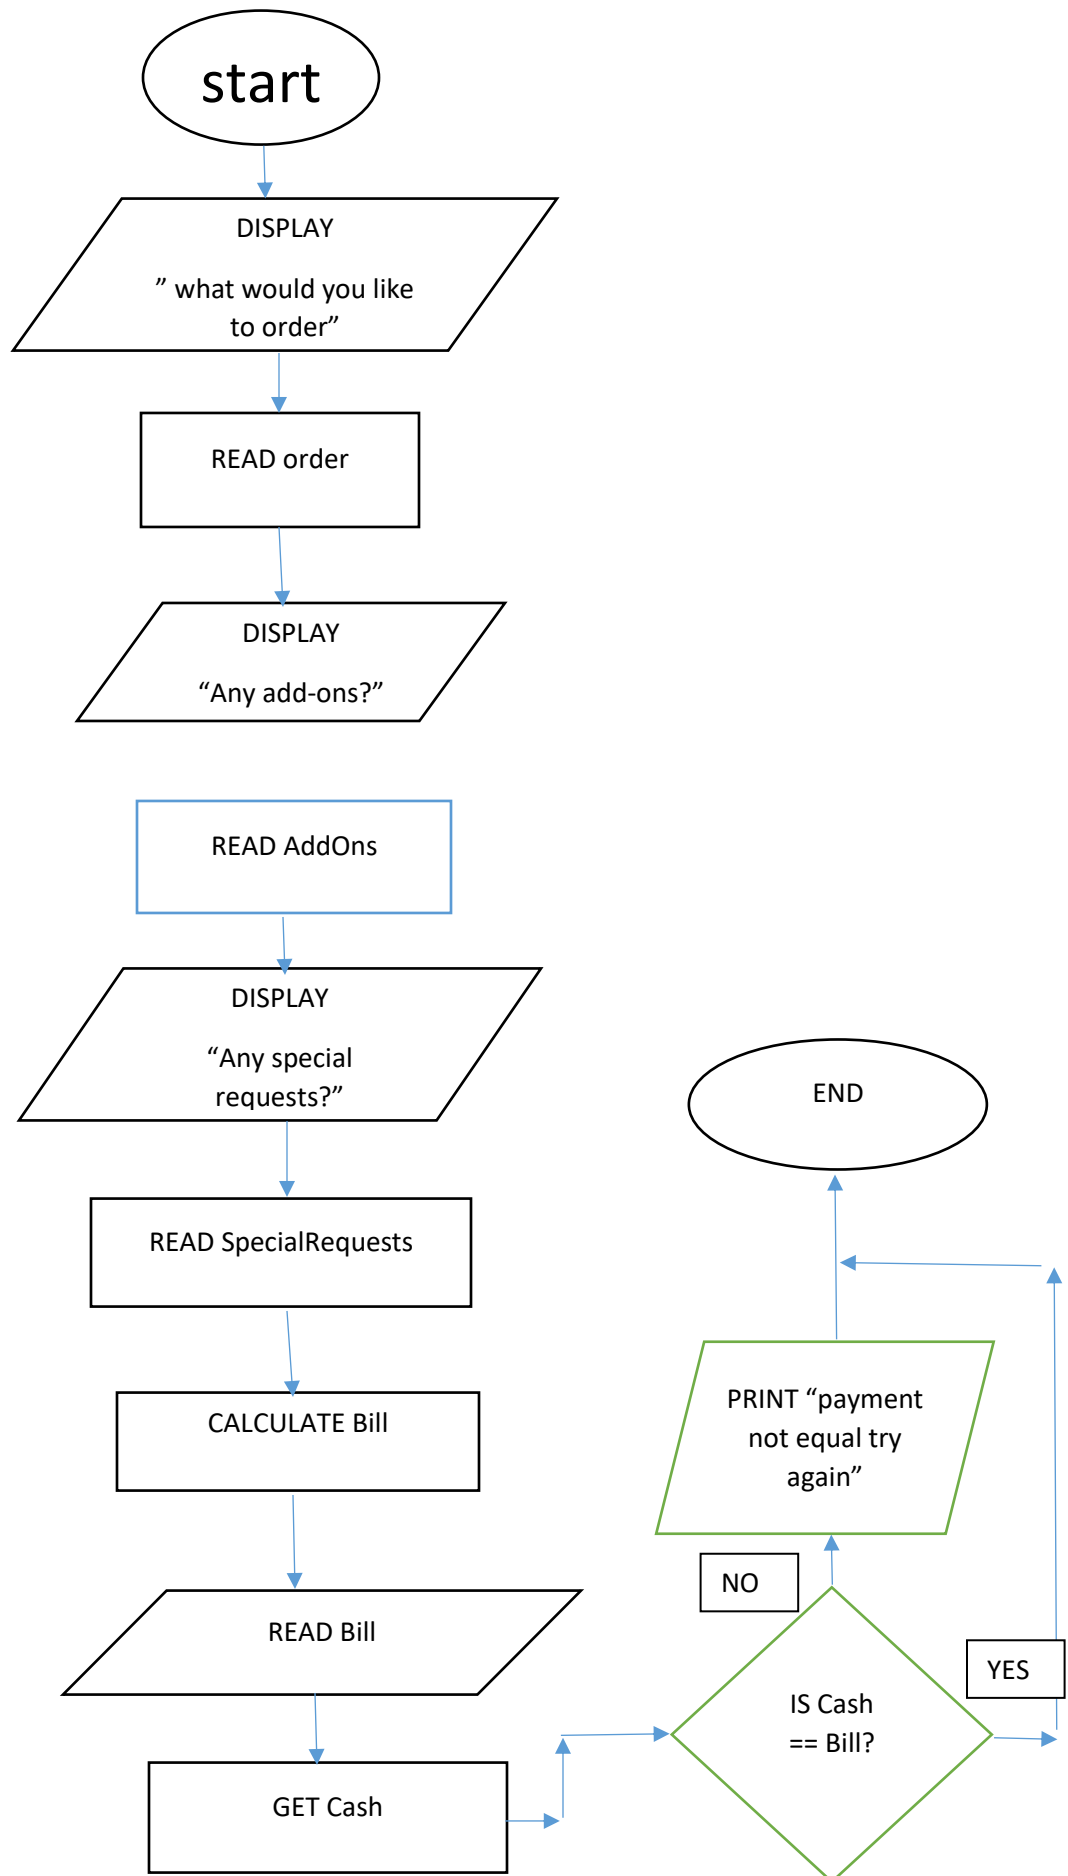 start
DISPLAY
” what would you like
to order”
READ order
DISPLAY
“Any add-ons?”
READ AddOns
DISPLAY
“Any special
requests?”
READ SpecialRequests
CALCULATE Bill
READ Bill
GET Cash
IS Cash
== Bill?
NO
YES
PRINT “payment
not equal try
again”
END